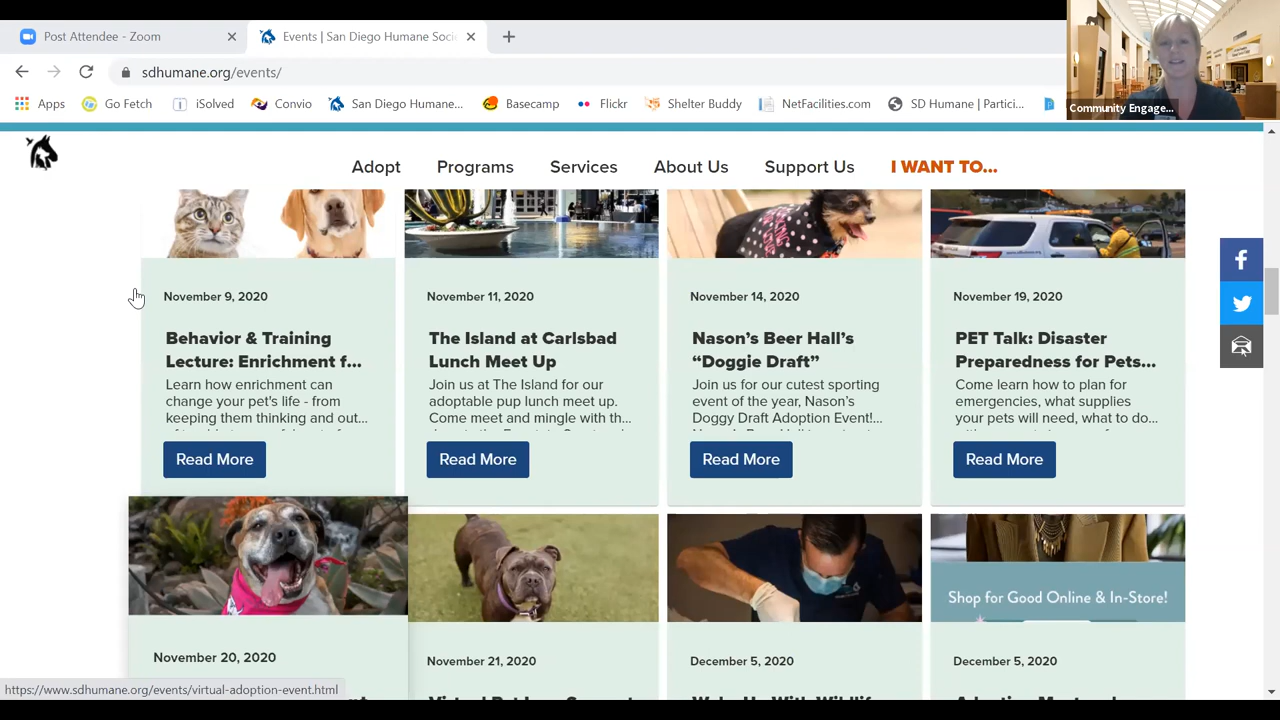 Post Attendee - Zoom
Events | San Diego Humane Soci
sdhumane.org/events/
Apps
Go Fetch
iSolved
Convio
San Diego Humane...
Basecamp
Flickr
Shelter Buddy
NetFacilities.com
SD Humane | Partici...
Community Engage...
Adopt
Programs
Services
About Us
Support Us
I WANT TO...
November 9, 2020
Behavior & Training
Lecture: Enrichment f...
Learn how enrichment can
change your pet's life - from
keeping them thinking and out...
Read More
November 11, 2020
The Island at Carlsbad
Lunch Meet Up
Join us at The Island for our
adoptable pup lunch meet up.
Come meet and mingle with th...
Read More
November 14, 2020
Nason's Beer Hall's
“Doggie Draft”
Join us for our cutest sporting
event of the year, Nason's
Doggy Draft Adoption Event!...
Read More
November 19, 2020
PET Talk: Disaster
Preparedness for Pets...
Come learn how to plan for
emergencies, what supplies
your pets will need, what to do...
Read More
November 20, 2020
November 21, 2020
December 5, 2020
Shop for Good Online & In-Store!
December 5, 2020
https://www.sdhumane.org/events/virtual-adoption-event.html